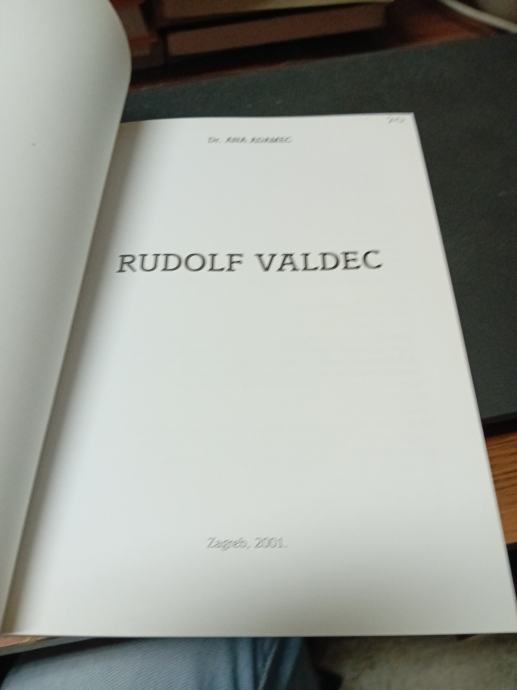 Dr. ANA ADAMEC
RUDOLF VALDEC
Zagreb, 2001.